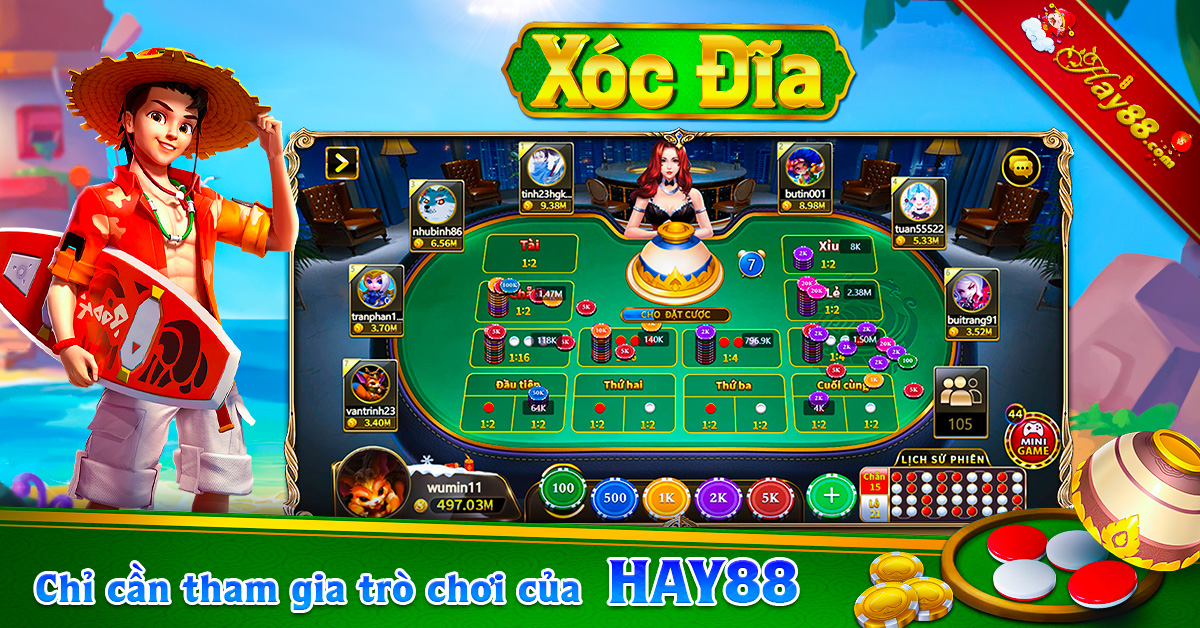 Xóc Đĩa
Hay88.com
tinh23hgk...
9.38M
butin001
8.98M
nhubinh86
6.56M
tuan55522
5.33M
Tài
1:2
Xỉu 8K
1:2
7
tranphan1...
3.70M
1.47M
1:2
Lẻ 2.38M
1:2
buitrang91
3.52M
CHỜ ĐẶT CƯỢC
118K
1:16
140K
796.9K
1:4
1.50M
1:4
vantrinh23
3.40M
Đầu tiên
Thứ hai
Thứ ba
Cuối cùng
64K
4K
1:2 1:2
1:2 1:2
1:2 1:2
1:2 1:2
105
44
MINI
GAME
LỊCH SỬ PHIÊN
wumin11
497.03M
100
500
1K
2K
5K
+
Chẵn
15
Lẻ
21
Chỉ cần tham gia trò chơi của HAY88